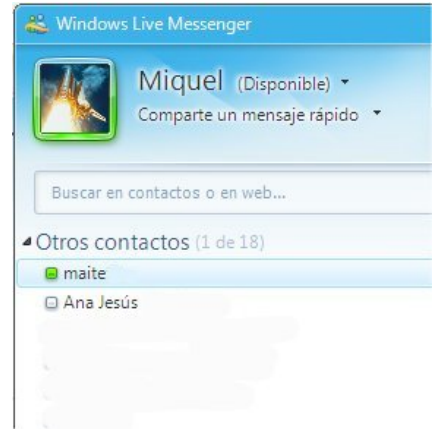 Windows Live Messenger
Miquel (Disponible)
Comparte un mensaje rápido
Buscar en contactos o en web...
Otros contactos (1 de 18)
maite
Ana Jesús